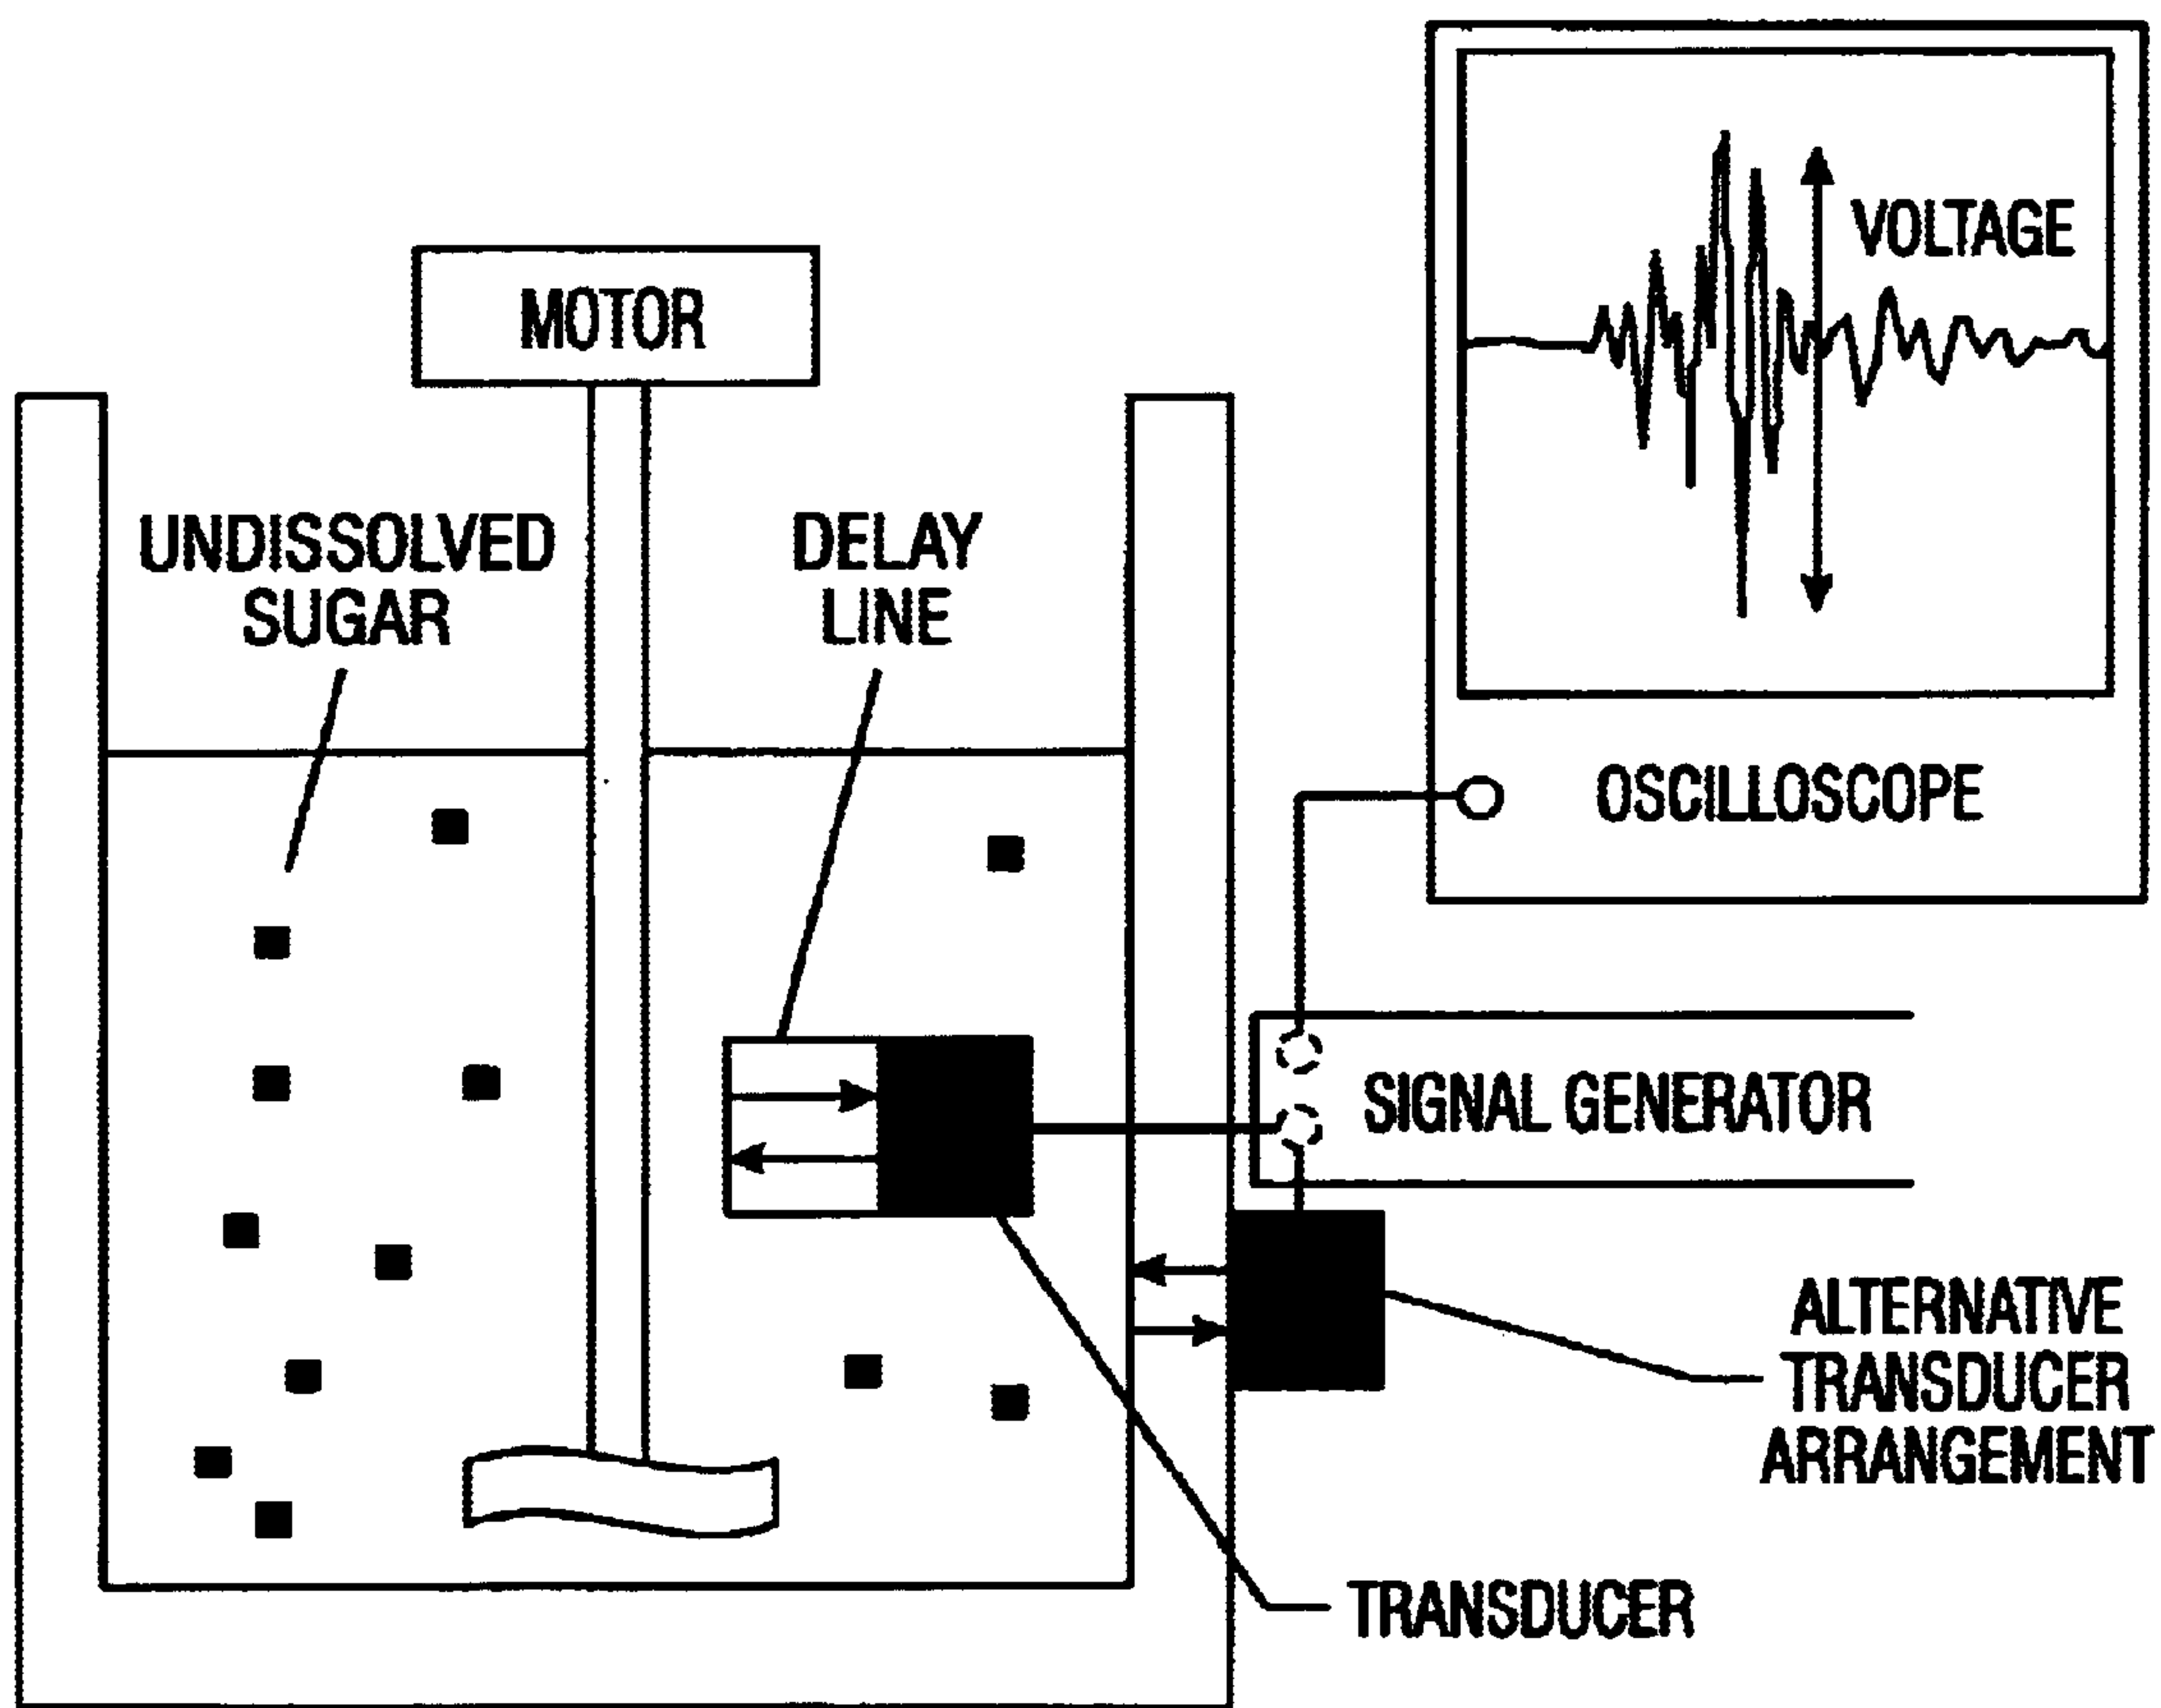 VOLTAGE
MOTOR
UNDISSOLVED
SUGAR
DELAY
LINE
OSCILLOSCOPE
SIGNAL GENERATOR
ALTERNATIVE
TRANSDUCER
ARRANGEMENT
TRANSDUCER